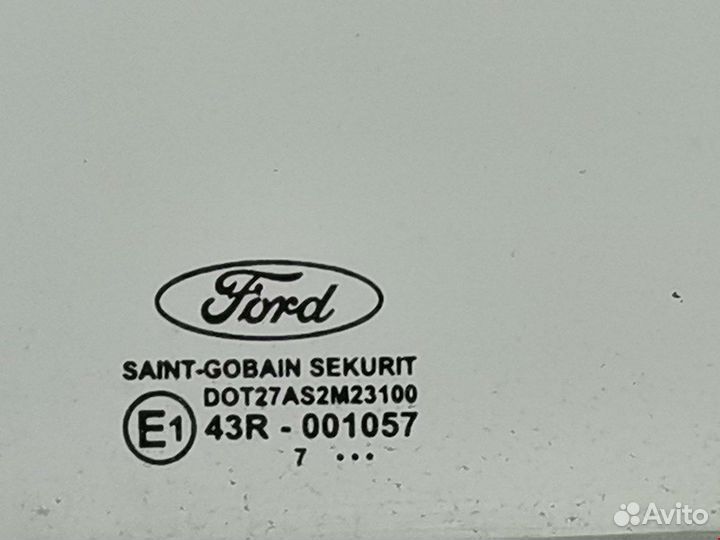 Ford
SAINT-GOBAIN SEKURIT
DOT27AS2M23100
E1 43R - 001057
7 •••
Avito